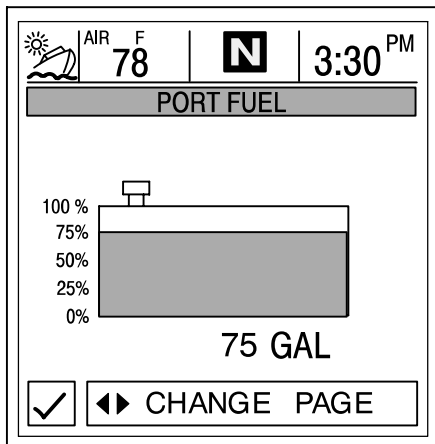 AIR F
78
N
3:30 PM
PORT FUEL
100 %
75%
50%
25%
0%
75 GAL
CHANGE PAGE